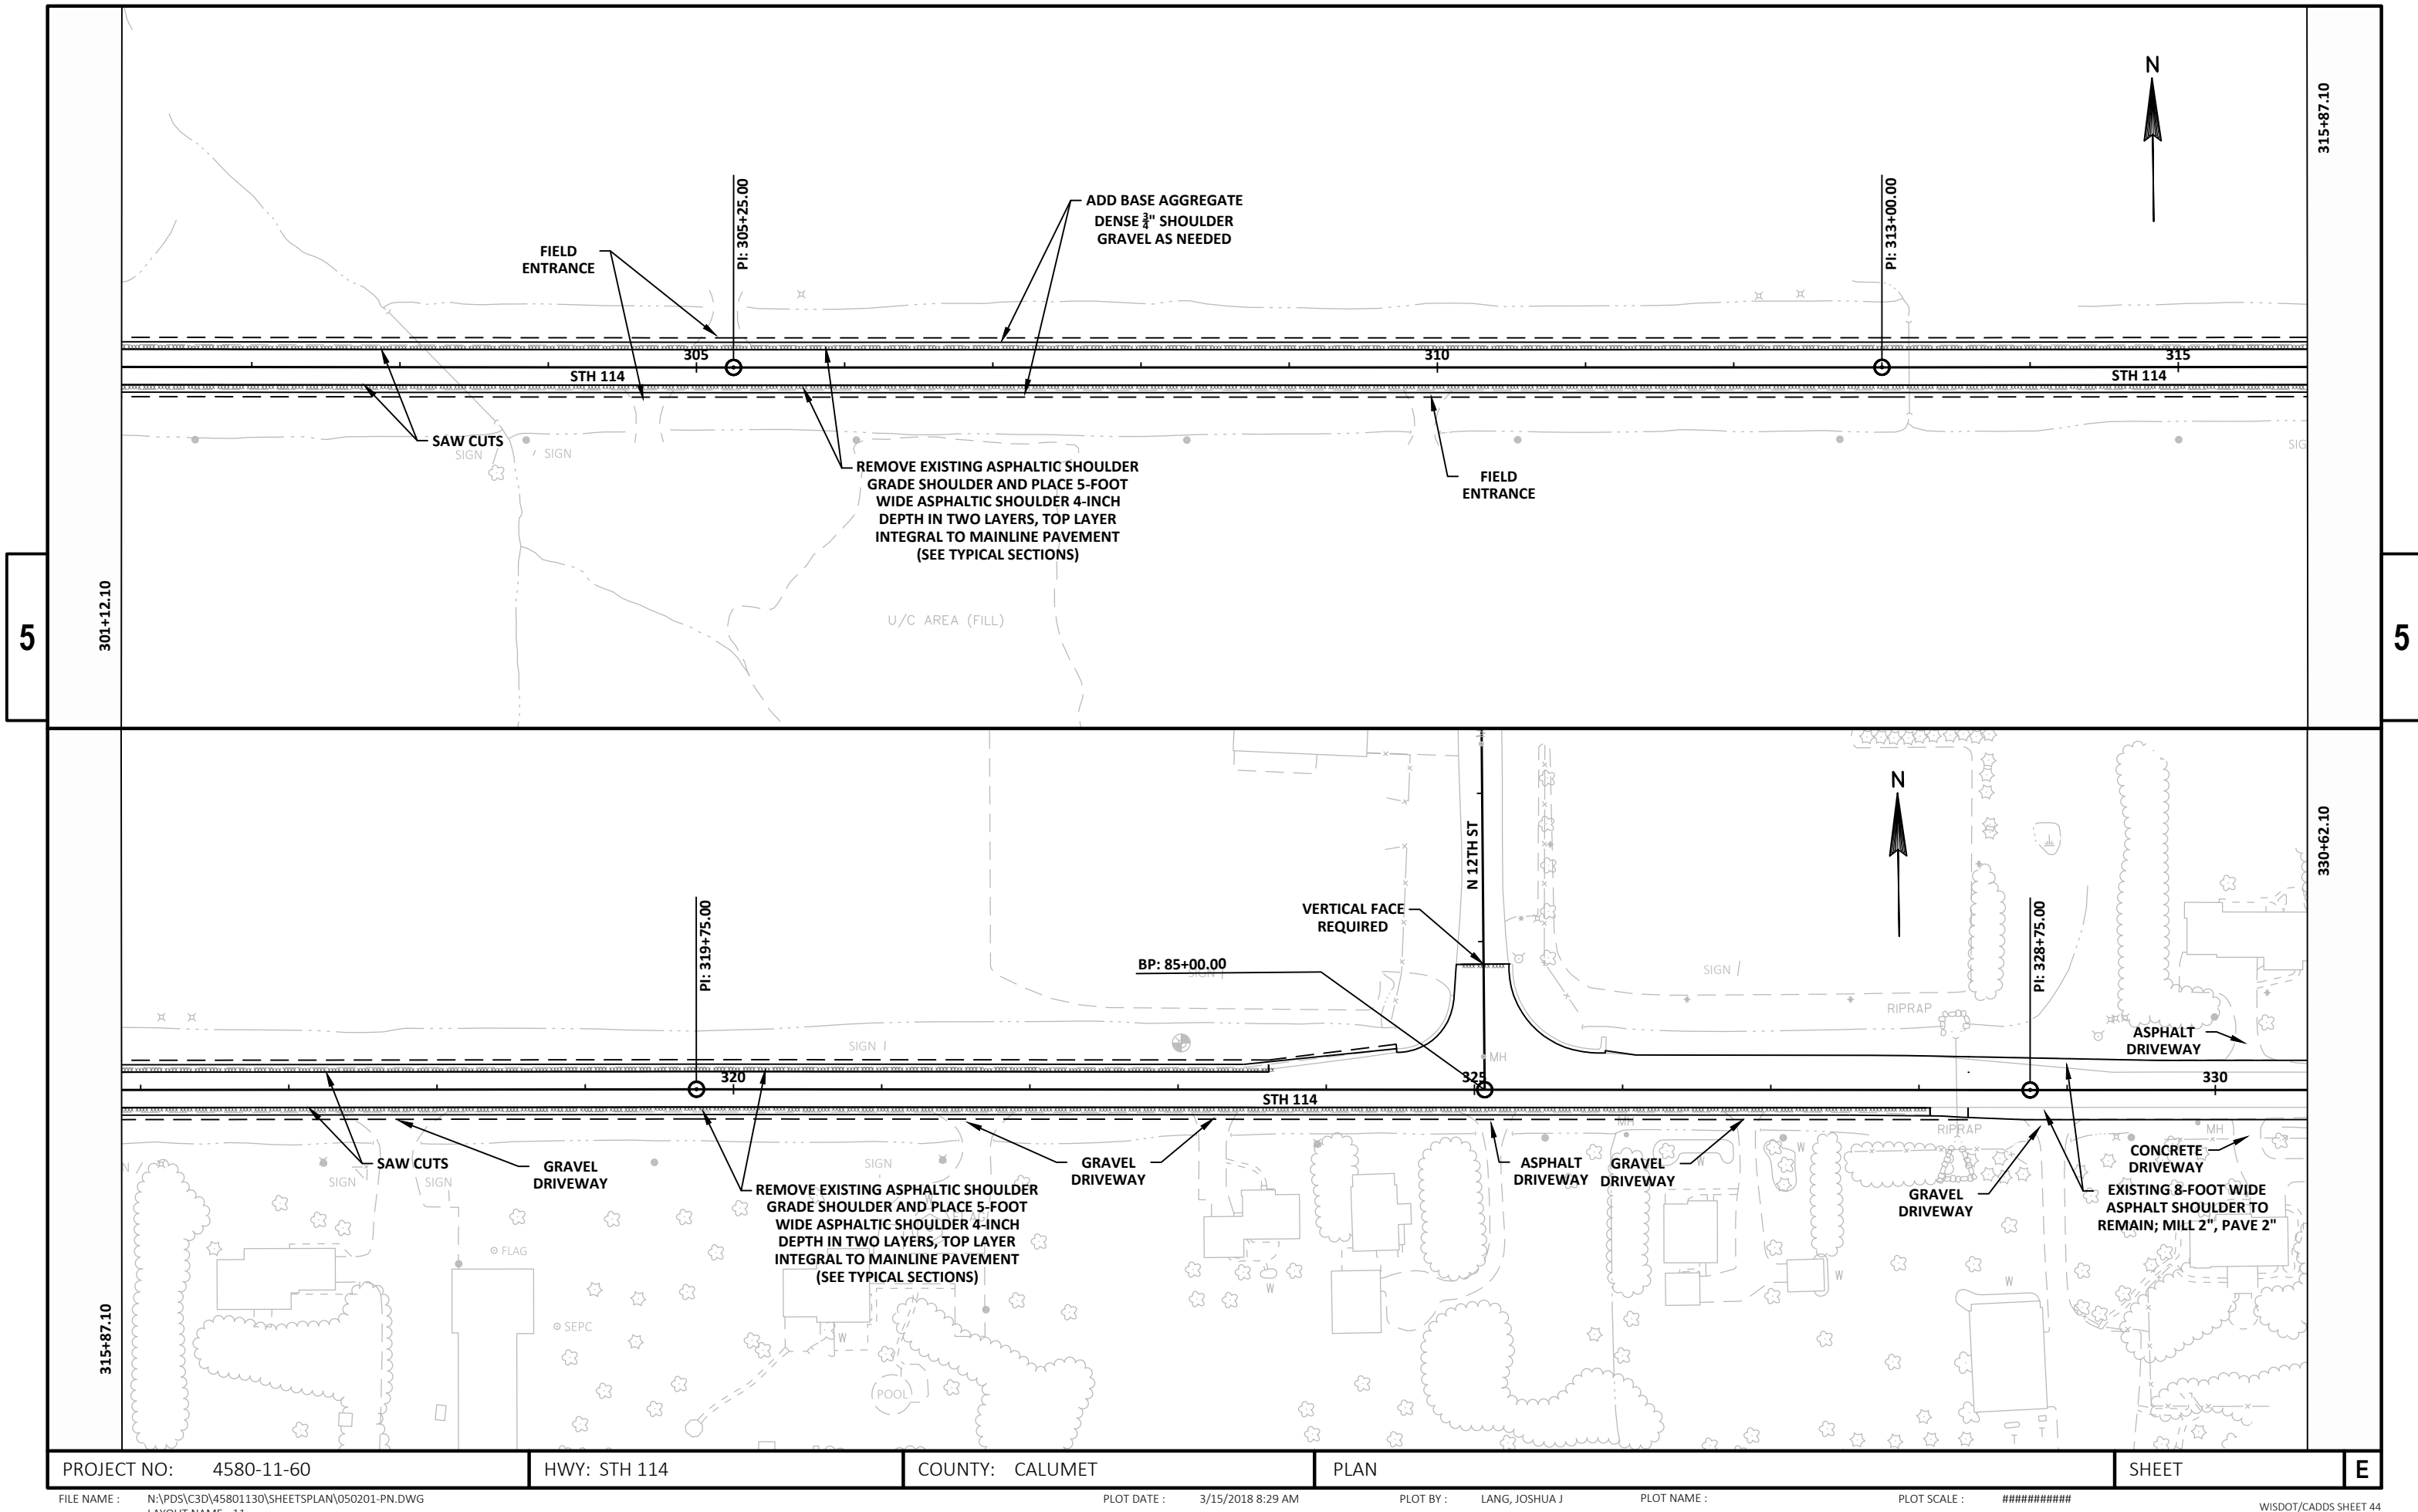 N
315+87.10
PI: 305+25.00
PI: 313+00.00
ADD BASE AGGREGATE
DENSE 3/4" SHOULDER
GRAVEL AS NEEDED
FIELD
ENTRANCE
305
310
315
STH 114
STH 114
SAW CUTS
SIGN
SIGN
SIG
REMOVE EXISTING ASPHALTIC SHOULDER
GRADE SHOULDER AND PLACE 5-FOOT
WIDE ASPHALTIC SHOULDER 4-INCH
DEPTH IN TWO LAYERS, TOP LAYER
INTEGRAL TO MAINLINE PAVEMENT
(SEE TYPICAL SECTIONS)
FIELD
ENTRANCE
U/C AREA (FILL)
301+12.10
5
5
N
330+62.10
N 12TH ST
PI: 319+75.00
PI: 328+75.00
VERTICAL FACE
REQUIRED
BP: 85+00.00
SIGN
SIGN
RIPRAP
ASPHALT
DRIVEWAY
SIGN
MH
320
325
330
STH 114
MH
RIPRAP
MH
SAW CUTS
GRAVEL
DRIVEWAY
SIGN
SIGN
SIGN
N
GRAVEL
DRIVEWAY
ASPHALT
DRIVEWAY
GRAVEL
DRIVEWAY
W
W
CONCRETE
DRIVEWAY
GRAVEL
DRIVEWAY
EXISTING 8-FOOT WIDE
ASPHALT SHOULDER TO
REMAIN; MILL 2", PAVE 2"
REMOVE EXISTING ASPHALTIC SHOULDER
GRADE SHOULDER AND PLACE 5-FOOT
WIDE ASPHALTIC SHOULDER 4-INCH
DEPTH IN TWO LAYERS, TOP LAYER
INTEGRAL TO MAINLINE PAVEMENT
(SEE TYPICAL SECTIONS)
W
FLAG
W
W
W
SEPC
W
POOL
315+87.10
PROJECT NO: 4580-11-60
HWY: STH 114
COUNTY: CALUMET
PLAN
SHEET
E
FILE NAME : N:\PDS\C3D\45801130\SHEETSPLAN\050201-PN.DWG
PLOT DATE : 3/15/2018 8:29 AM
PLOT BY : LANG, JOSHUA J
PLOT NAME :
PLOT SCALE : ###########
WISDOT/CADDS SHEET 44